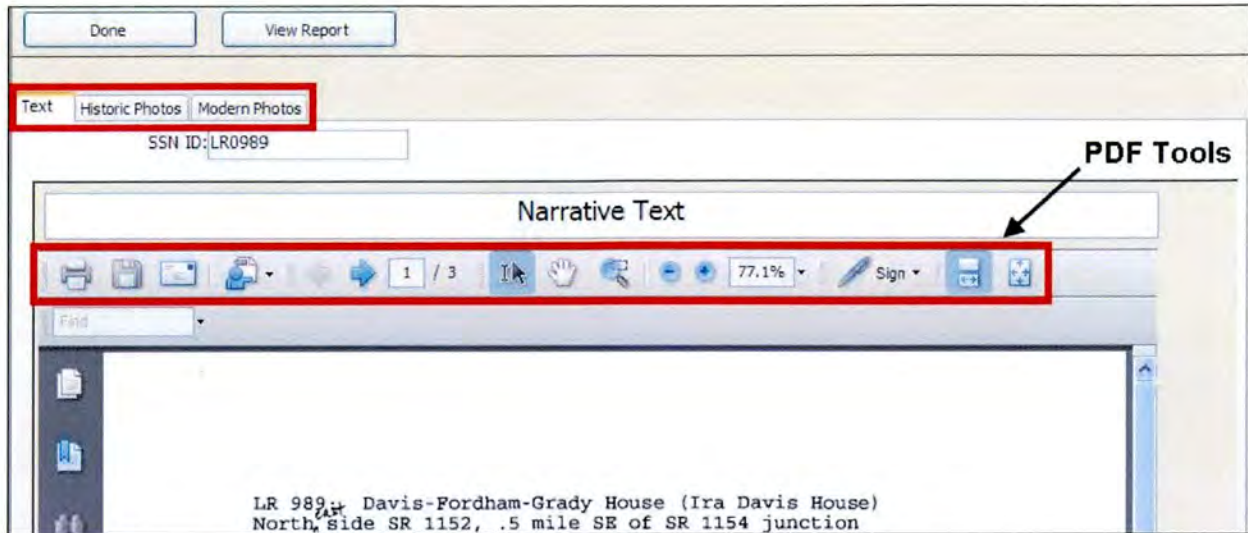 Done View Report
Text Historic Photos Modern Photos
SSN ID: LR0989
PDF Tools
Narrative Text
1 / 3 77.1% Sign
Find
LR 989: Davis-Fordham-Grady House (Ira Davis House)
east
North side SR 1152, .5 mile SE of SR 1154 junction